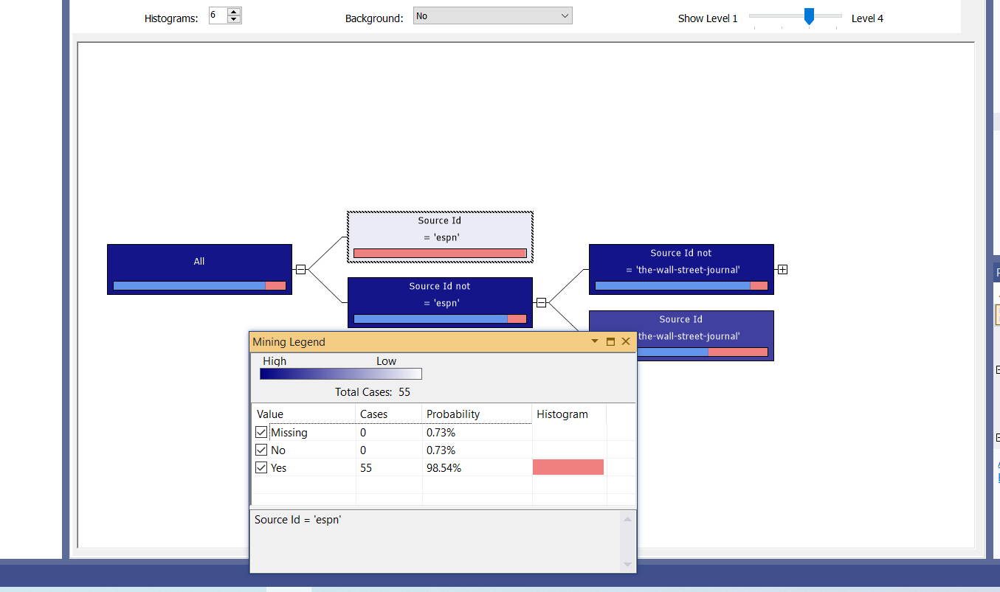 Histograms: 6 Background: No Show Level 1 Level 4
Source Id
= 'espn'
All
Source Id not
= 'the-wall-street-journal'
Source Id not
= 'espn'
Source Id
the-wall-street-journal'
Mining Legend
High Low
Total Cases: 55
Value Cases Probability Histogram
Missing 0 0.73%
No 0 0.73%
Yes 55 98.54%
Source Id = 'espn'